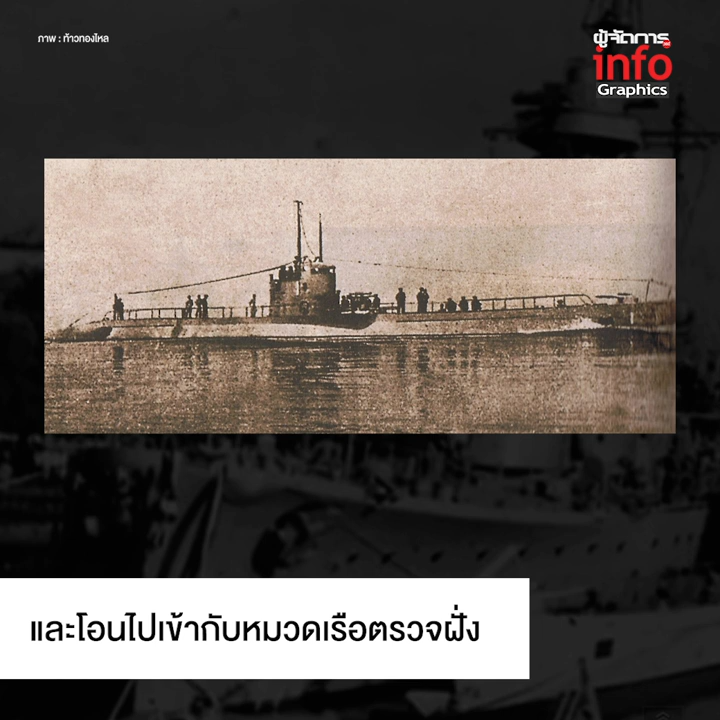 ภาพ : ท้าวทองไหล
ผู้จัดการ
info
Graphics
และโอนไปเข้ากับหมวดเรือตรวจฝั่ง